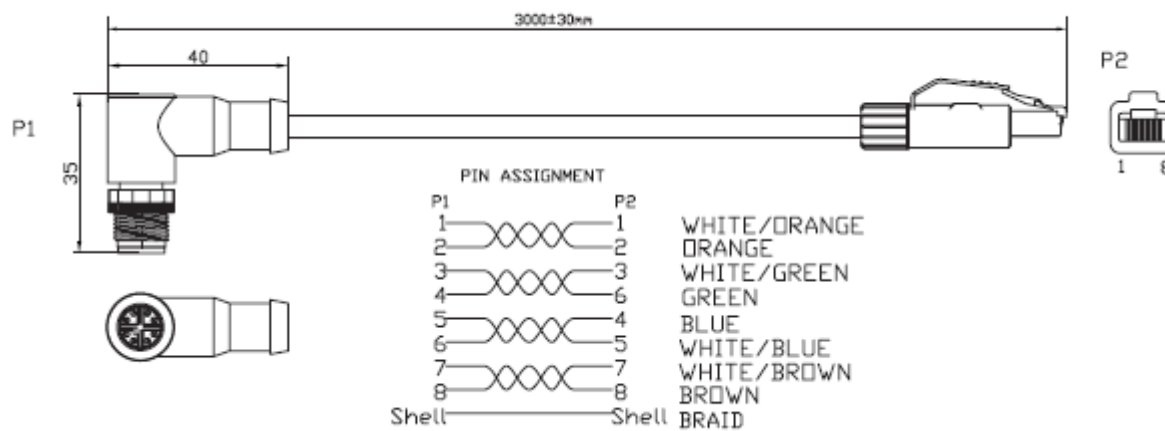 3000±30mm
40
P2
P1
35
1 8
PIN ASSIGNMENT
P1 P2
1 1 WHITE/ORANGE
2 2 ORANGE
3 3 WHITE/GREEN
4 6 GREEN
5 4 BLUE
6 5 WHITE/BLUE
7 7 WHITE/BROWN
8 8 BROWN
Shell Shell BRAID